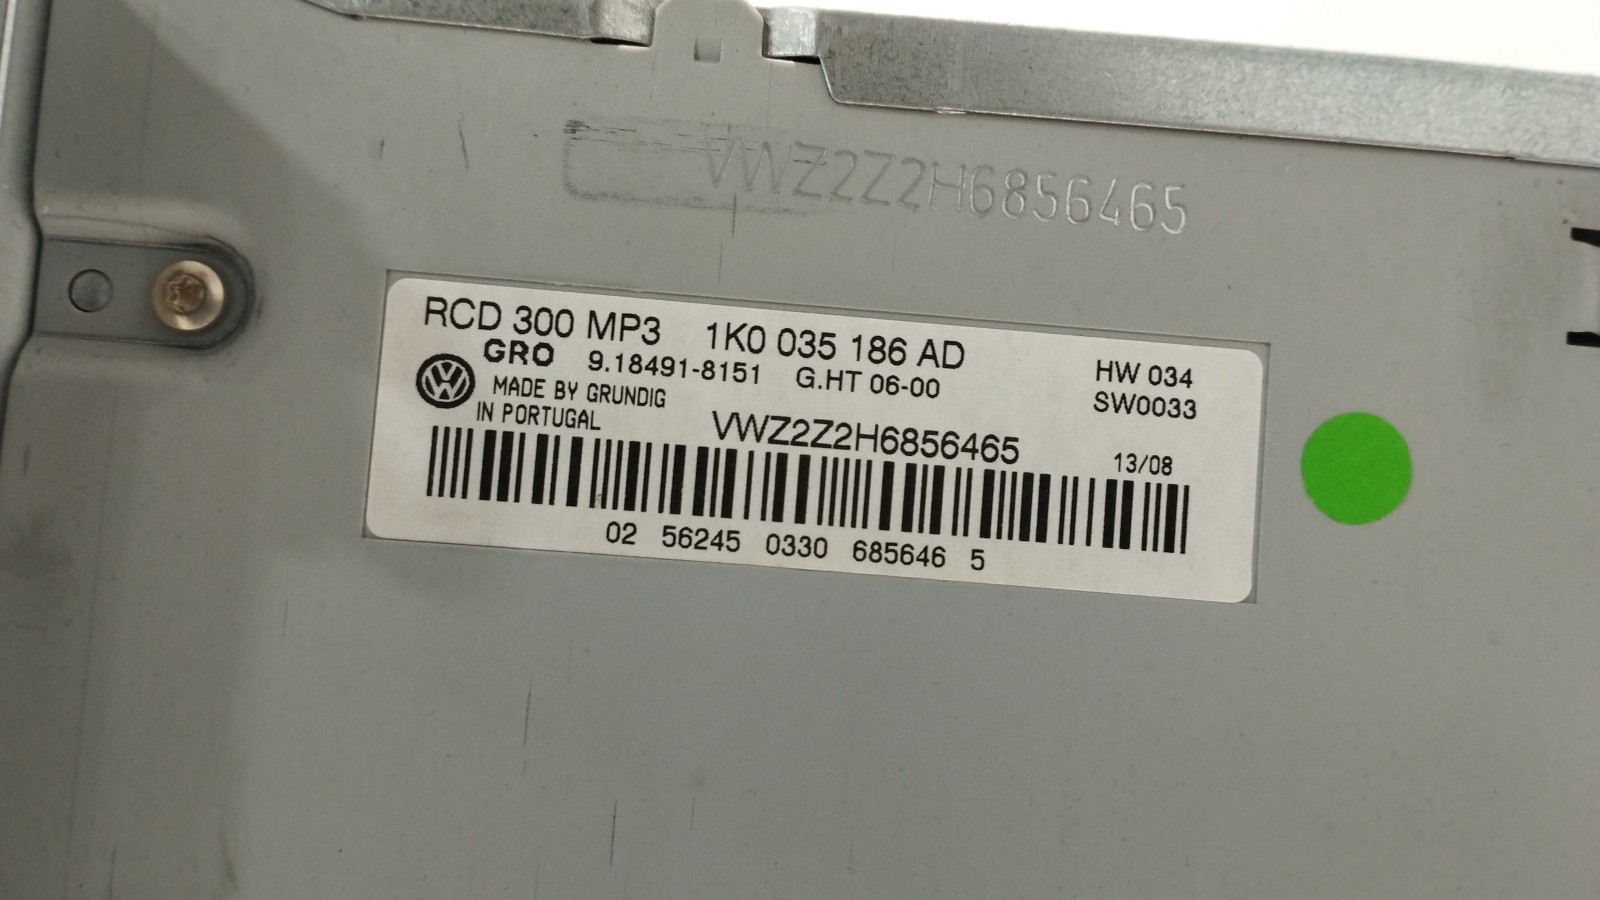 VWZ2Z2H6856465
RCD 300 MP3 1K0 035 186 AD
GRO 9.18491-8151 G.HT 06-00
HW 034
SW0033
MADE BY GRUNDIG
IN PORTUGAL
VWZ2Z2H6856465
13/08
02 56245 0330 685646 5